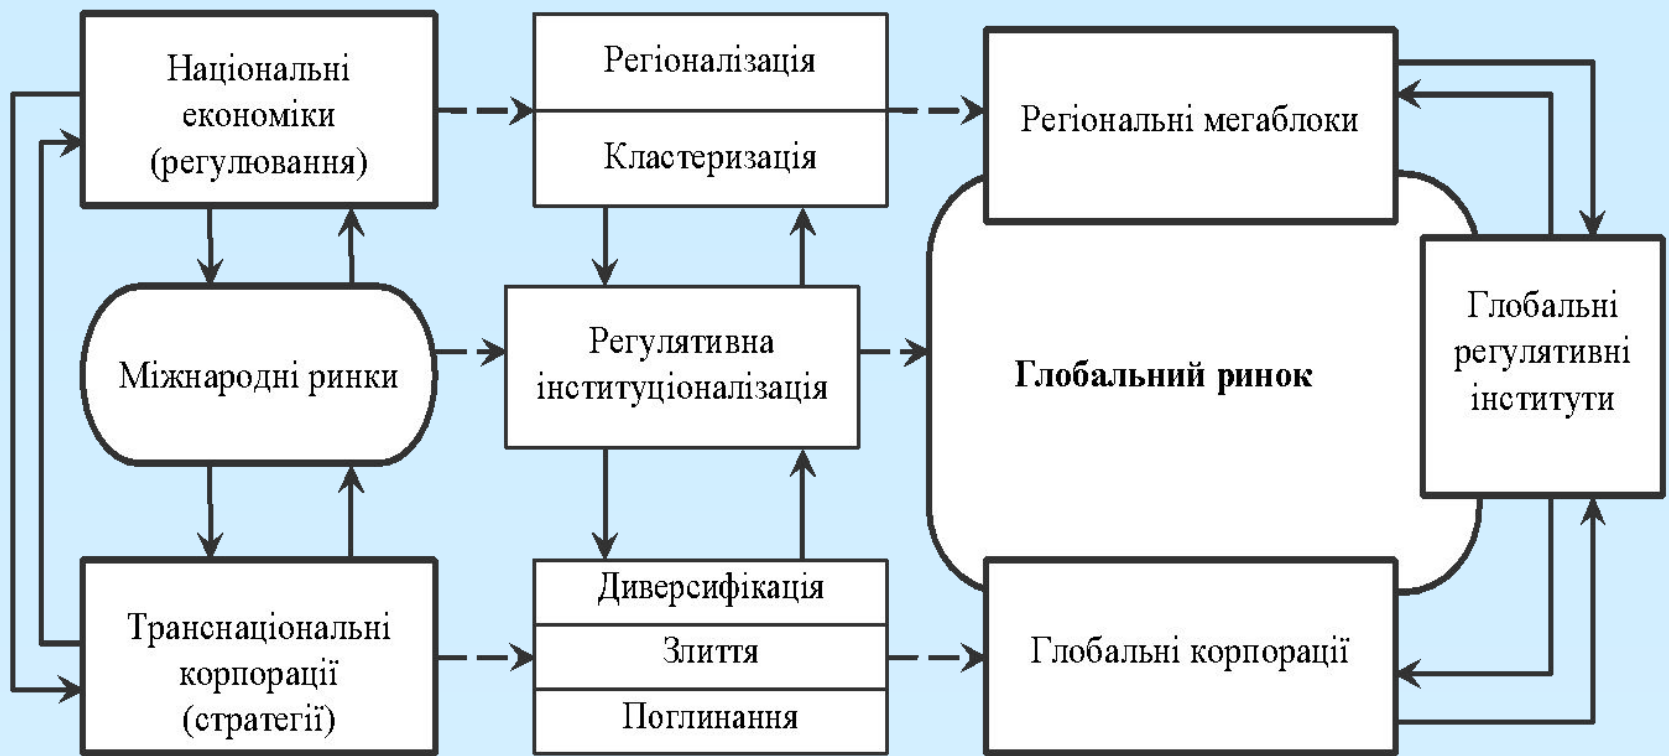 Національні
економіки
(регулювання)
Міжнародні ринки
Транснаціональні
корпорації
(стратегії)
Регіоналізація
Кластеризація
Регулятивна
інституціоналізація
Диверсифікація
Злиття
Поглинання
Регіональні мегаблоки
Глобальний ринок
Глобальні корпорації
Глобальні
регулятивні
інститути